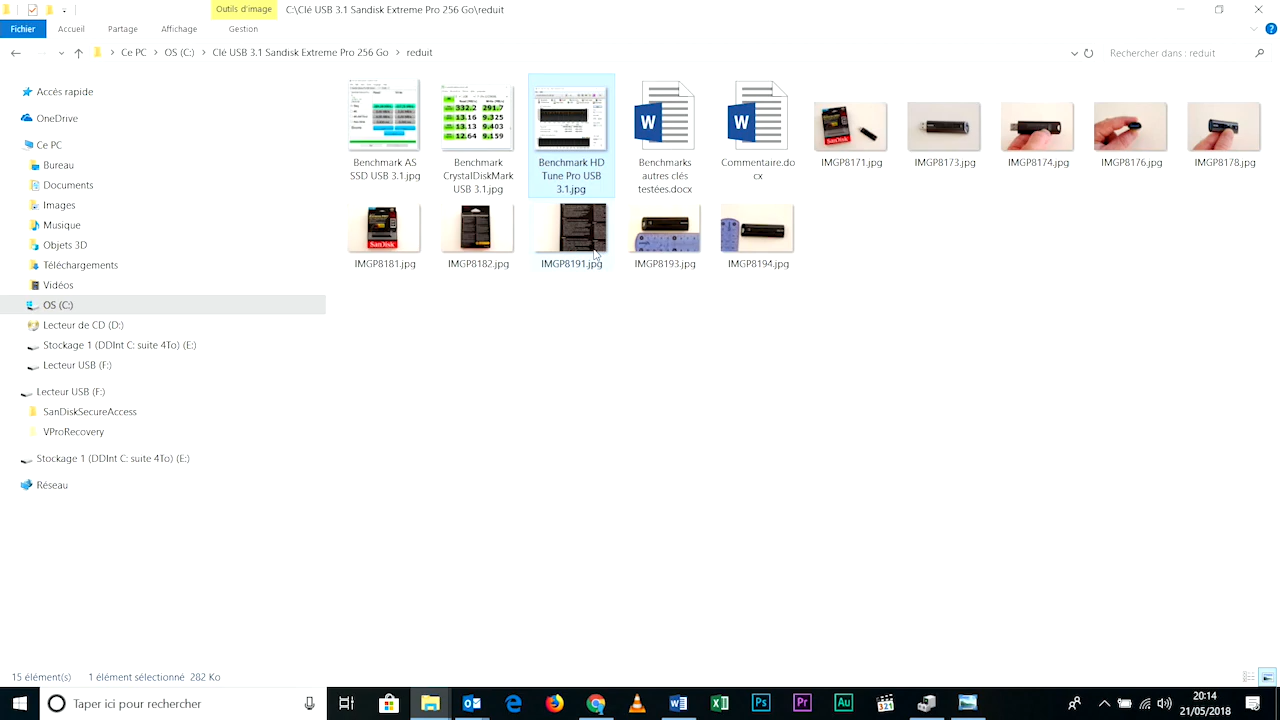 Outils d'image
C:\Clé USB 3.1 Sandisk Extreme Pro 256 Go\reduit
Fichier
Accueil
Partage
Affichage
Gestion
Ce PC
OS (C:)
Clé USB 3.1 Sandisk Extreme Pro 256 Go
reduit
Rechercher dans : reduit
Accès rapide
OneDrive
Ce PC
Bureau
Documents
Images
Musique
Objets 3D
Téléchargements
Vidéos
OS (C:)
Lecteur de CD (D:)
Stockage 1 (DDInt C: suite 4To) (E:)
Lecteur USB (F:)
Lecteur USB (F:)
SanDiskSecureAccess
VProRecovery
Stockage 1 (DDInt C: suite 4To) (E:)
Réseau
332,2 291,7
13.16 9.325
13.13 9.403
12.64 9.159
SanDisk
Benchmark AS
SSD USB 3.1.jpg
Benchmark
CrystalDiskMark
USB 3.1.jpg
Benchmark HD
Tune Pro USB
3.1.jpg
Benchmarks
autres clés
testées.docx
Commentaire.do
cx
IMGP8171.jpg
IMGP8173.jpg
IMGP8174.jpg
IMGP8176.jpg
IMGP8178.jpg
SanDisk
IMGP8181.jpg
IMGP8182.jpg
IMGP8191.jpg
IMGP8193.jpg
IMGP8194.jpg
15 élément(s)
1 élément sélectionné 282 Ko
Taper ici pour rechercher
20:14
21/05/2018